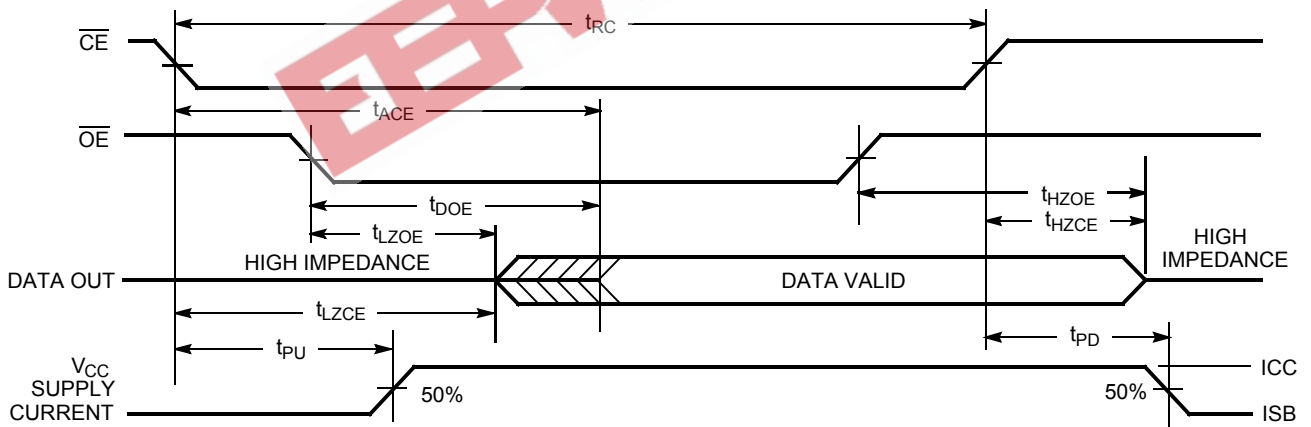 tRC
CE
tACE
OE
tDOE
tHZOE
tLZOE
tHZCE
HIGH IMPEDANCE
HIGH
IMPEDANCE
DATA OUT
DATA VALID
tLZCE
tPU
tPD
VCC
SUPPLY
CURRENT
50%
50%
ICC
ISB